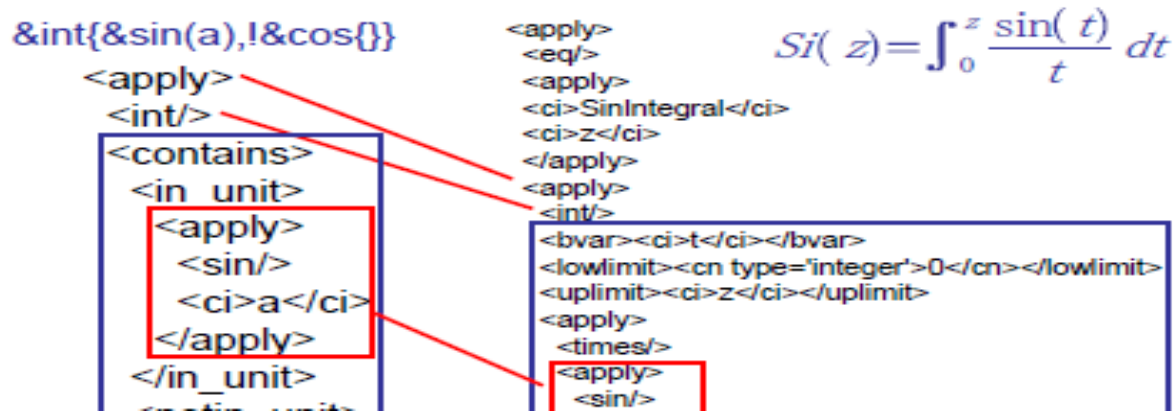 &int{&sin(a),!&cos{}}
<apply>
<int/>
<contains>
<in_unit>
<apply>
<sin/>
<ci>a</ci>
</apply>
</in_unit>
<notin_unit>
<apply>
<eq/>
<apply>
<ci>SinIntegral</ci>
<ci>z</ci>
</apply>
<apply>
<int/>
<bvar><ci>t</ci></bvar>
<lowlimit><cn type='integer'>0</cn></lowlimit>
<uplimit><ci>z</ci></uplimit>
<apply>
<times/>
<apply>
<sin/>
Si( z)=∫₀ᶻ sin( t)/t dt